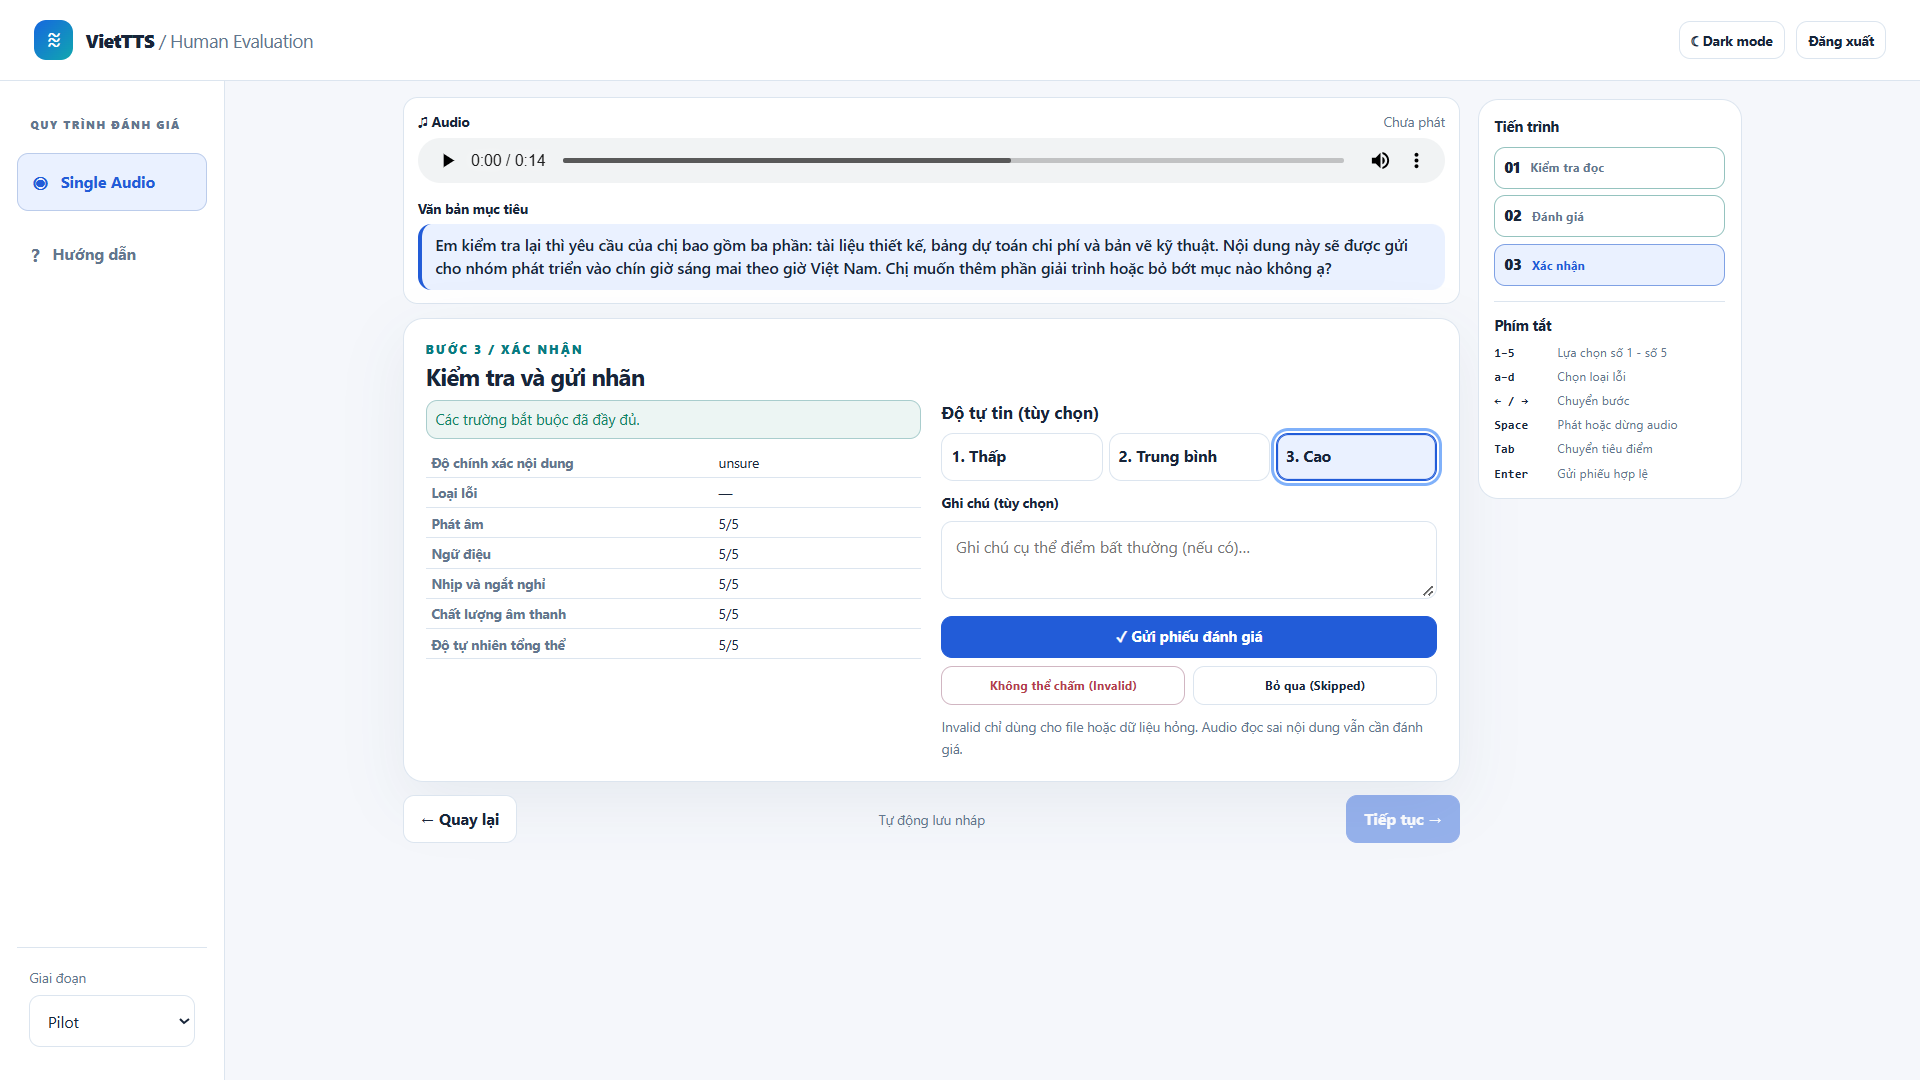 VietTTS / Human Evaluation
☾ Dark mode
Đăng xuất
QUY TRÌNH ĐÁNH GIÁ
Single Audio
? Hướng dẫn
Giai đoạn
Pilot
♫ Audio
Chưa phát
0:00 / 0:14
Văn bản mục tiêu
Em kiểm tra lại thì yêu cầu của chị bao gồm ba phần: tài liệu thiết kế, bảng dự toán chi phí và bản vẽ kỹ thuật. Nội dung này sẽ được gửi
cho nhóm phát triển vào chín giờ sáng mai theo giờ Việt Nam. Chị muốn thêm phần giải trình hoặc bỏ bớt mục nào không ạ?
BƯỚC 3 / XÁC NHẬN
Kiểm tra và gửi nhãn
Các trường bắt buộc đã đầy đủ.
Độ chính xác nội dung unsure
Loại lỗi —
Phát âm 5/5
Ngữ điệu 5/5
Nhịp và ngắt nghỉ 5/5
Chất lượng âm thanh 5/5
Độ tự nhiên tổng thể 5/5
Độ tự tin (tùy chọn)
1. Thấp
2. Trung bình
3. Cao
Ghi chú (tùy chọn)
Ghi chú cụ thể điểm bất thường (nếu có)...
✓ Gửi phiếu đánh giá
Không thể chấm (Invalid)
Bỏ qua (Skipped)
Invalid chỉ dùng cho file hoặc dữ liệu hỏng. Audio đọc sai nội dung vẫn cần đánh
giá.
← Quay lại
Tự động lưu nháp
Tiếp tục →
Tiến trình
01 Kiểm tra đọc
02 Đánh giá
03 Xác nhận
Phím tắt
1-5 Lựa chọn số 1 - số 5
a-d Chọn loại lỗi
← / → Chuyển bước
Space Phát hoặc dừng audio
Tab Chuyển tiêu điểm
Enter Gửi phiếu hợp lệ